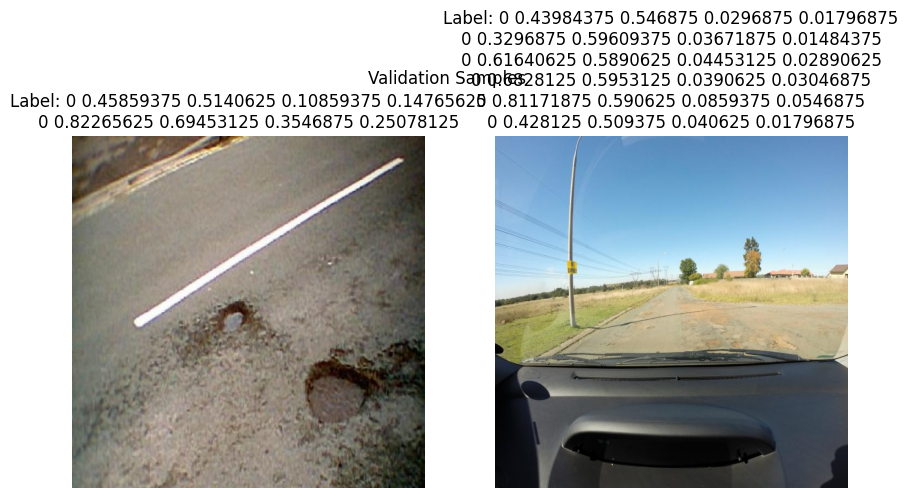 Validation Samples
Label: 0 0.45859375 0.5140625 0.10859375 0.14765625
0 0.82265625 0.69453125 0.3546875 0.25078125
Label: 0 0.43984375 0.546875 0.0296875 0.01796875
0 0.3296875 0.59609375 0.03671875 0.01484375
0 0.61640625 0.5890625 0.04453125 0.02890625
0 0.6828125 0.5953125 0.0390625 0.03046875
0 0.81171875 0.590625 0.0859375 0.0546875
0 0.428125 0.509375 0.040625 0.01796875